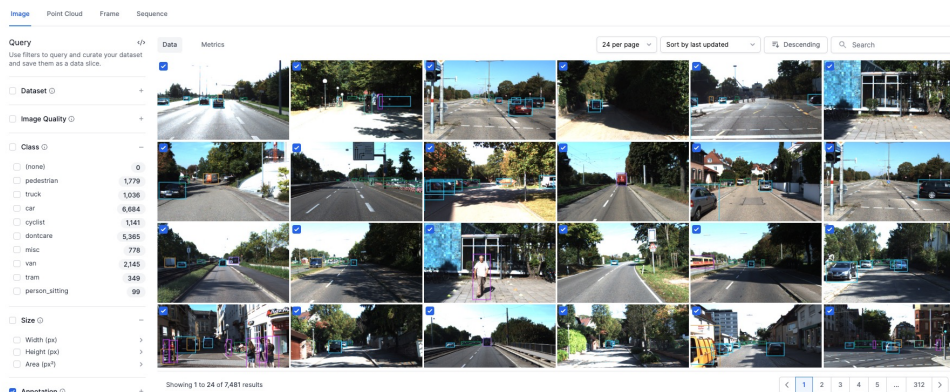 Image Point Cloud Frame Sequence
Query </>
Use filters to query and curate your dataset
and save them as a data slice.
Dataset +
Image Quality +
Class −
(none) 0
pedestrian 1,779
truck 1,036
car 6,684
cyclist 1,141
dontcare 5,365
misc 778
van 2,145
tram 349
person_sitting 99
Size −
Width (px) >
Height (px) >
Area (px²) >
Annotation +
Data Metrics
24 per page Sort by last updated Descending Search
Showing 1 to 24 of 7,481 results
< 1 2 3 4 5 ... 312 >